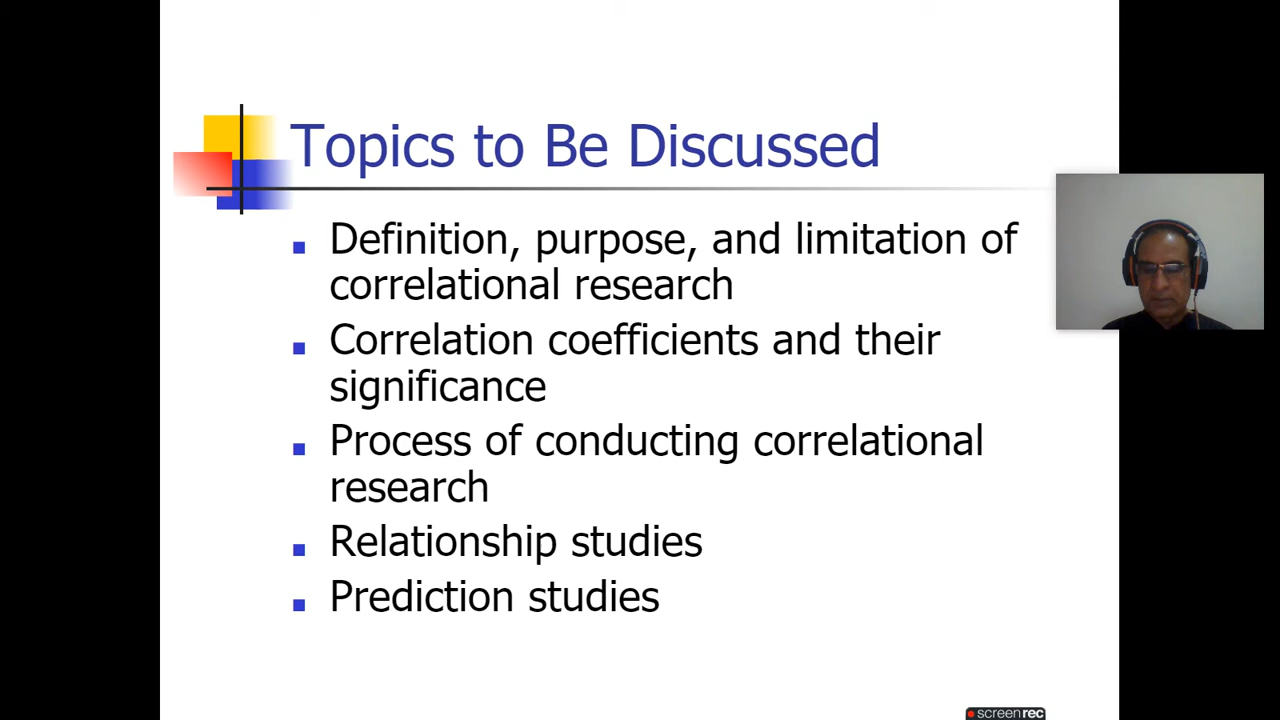 Topics to Be Discussed
Definition, purpose, and limitation of
correlational research
Correlation coefficients and their
significance
Process of conducting correlational
research
Relationship studies
Prediction studies
screenrec